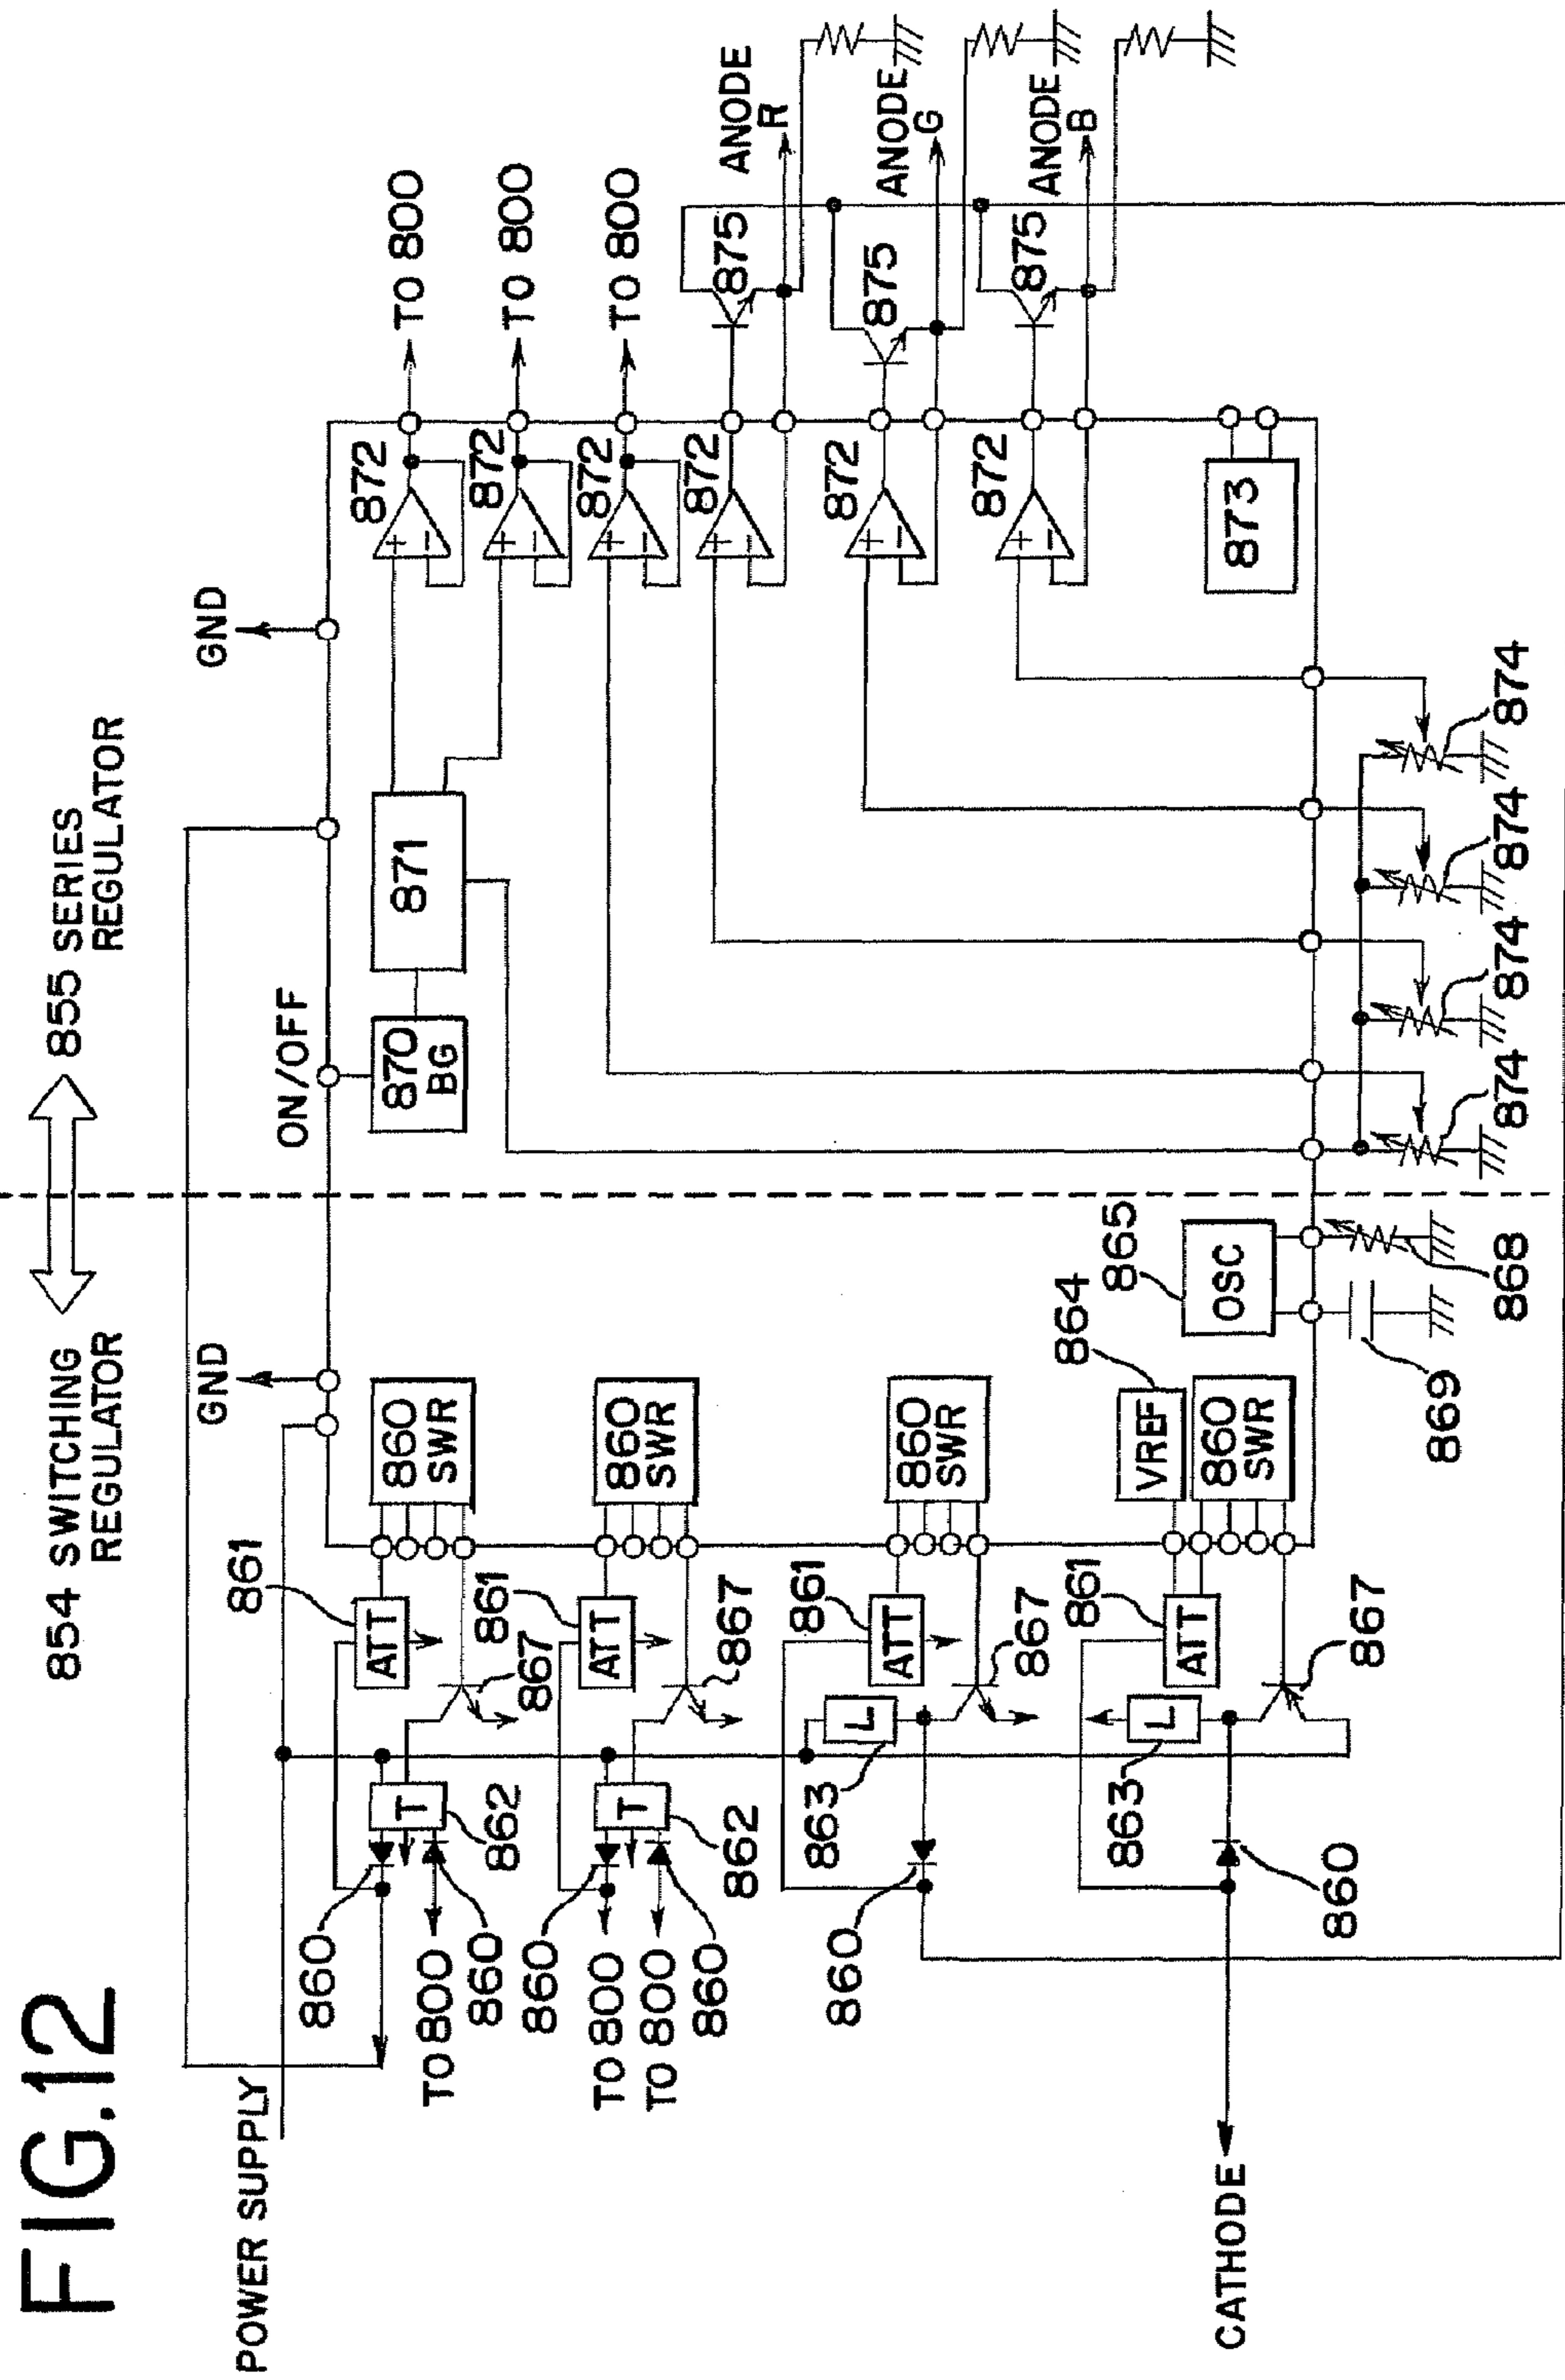 FIG.12
854 SWITCHING
REGULATOR
855 SERIES
REGULATOR
POWER SUPPLY
GND
ON/OFF
GND
861
860
ATT
860
SWR
870
BG
871
872
+
−
TO 800
T
TO 800
860
862
867
872
+
−
TO 800
860
861
ATT
860
SWR
872
+
−
TO 800
TO 800
TO 800
T
860
862
867
872
+
−
875
ANODE
R
860
863
L
861
ATT
860
SWR
867
872
+
−
875
ANODE
G
872
+
−
875
ANODE
B
863
L
861
ATT
864
VREF
860
SWR
865
OSC
873
CATHODE
860
867
869
868
874
874
874
874